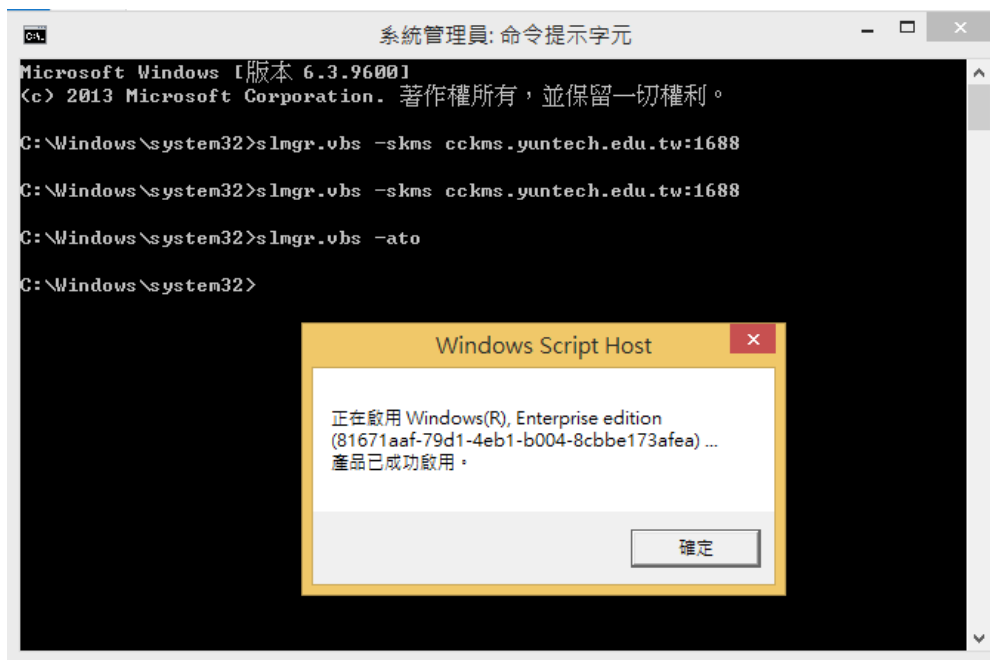 C:\.
系統管理員: 命令提示字元
Microsoft Windows [版本 6.3.9600]
(c) 2013 Microsoft Corporation. 著作權所有，並保留一切權利。
C:\Windows\system32>slmgr.vbs -skms cckms.yuntech.edu.tw:1688
C:\Windows\system32>slmgr.vbs -skms cckms.yuntech.edu.tw:1688
C:\Windows\system32>slmgr.vbs -ato
C:\Windows\system32>
Windows Script Host
正在啟用 Windows(R), Enterprise edition
(81671aaf-79d1-4eb1-b004-8cbbe173afea) ...
產品已成功啟用。
確定